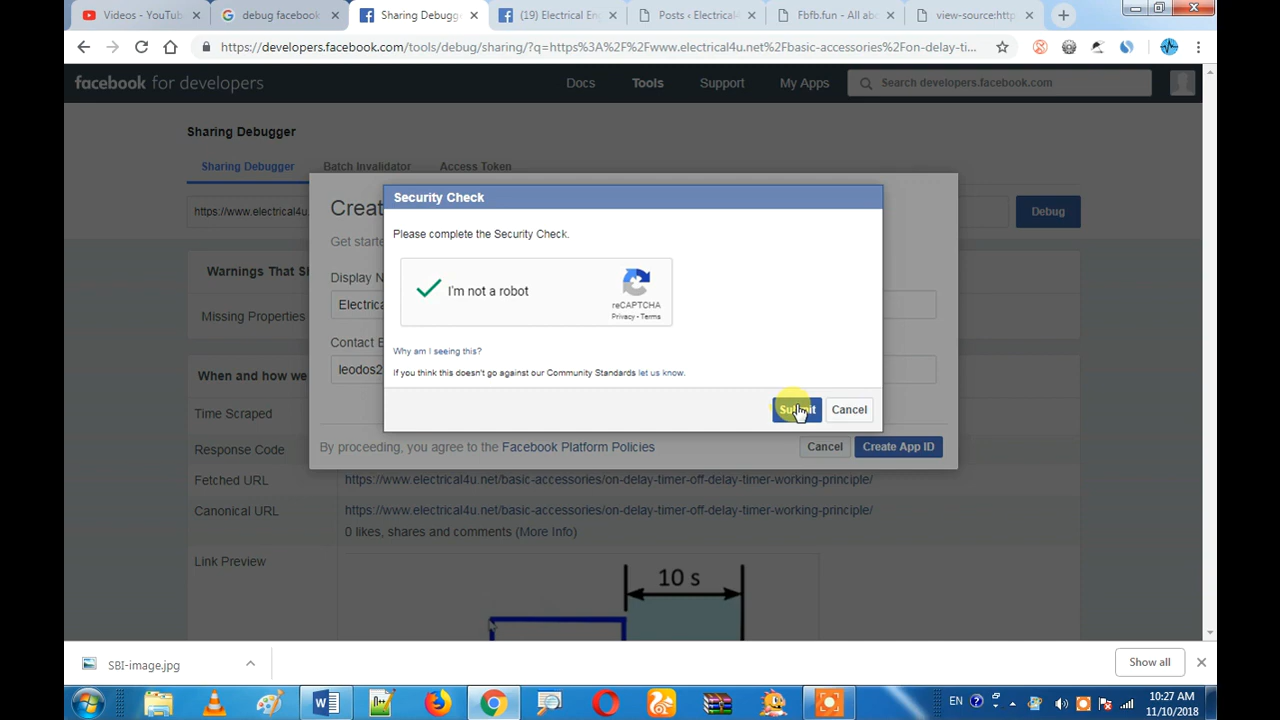 Videos - YouTub
debug facebook
Sharing Debugg
(19) Electrical En
Posts ‹ Electrical4
Fbfb.fun - All abo
view-source:http
https://developers.facebook.com/tools/debug/sharing/?q=https%3A%2F%2Fwww.electrical4u.net%2Fbasic-accessories%2Fon-delay-ti...
facebook for developers
Docs
Tools
Support
My Apps
Search developers.facebook.com
Sharing Debugger
Sharing Debugger
Batch Invalidator
Access Token
https://www.electrical4u.
Debug
Creat
Get starte
Security Check
Please complete the Security Check.
I'm not a robot
reCAPTCHA
Privacy - Terms
Why am I seeing this?
If you think this doesn't go against our Community Standards let us know.
Submit
Cancel
Warnings That Sh
Display N
Electrica
Missing Properties
Contact E
leodos2
When and how we
Time Scraped
By proceeding, you agree to the Facebook Platform Policies
Cancel
Create App ID
Response Code
Fetched URL
https://www.electrical4u.net/basic-accessories/on-delay-timer-off-delay-timer-working-principle/
Canonical URL
https://www.electrical4u.net/basic-accessories/on-delay-timer-off-delay-timer-working-principle/
0 likes, shares and comments (More Info)
Link Preview
10 s
SBI-image.jpg
Show all
EN
10:27 AM
11/10/2018